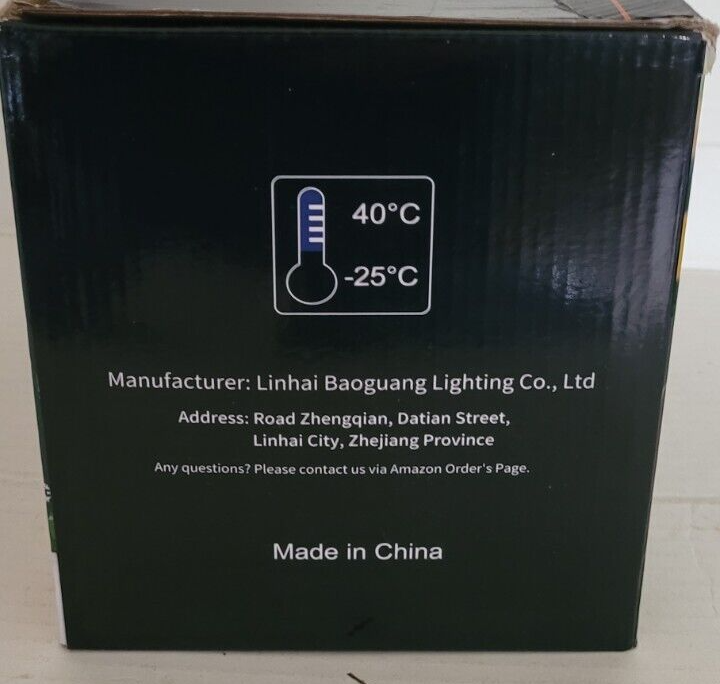 40°C
-25°C
Manufacturer: Linhai Baoguang Lighting Co., Ltd
Address: Road Zhengqian, Datian Street,
Linhai City, Zhejiang Province
Any questions? Please contact us via Amazon Order's Page.
Made in China